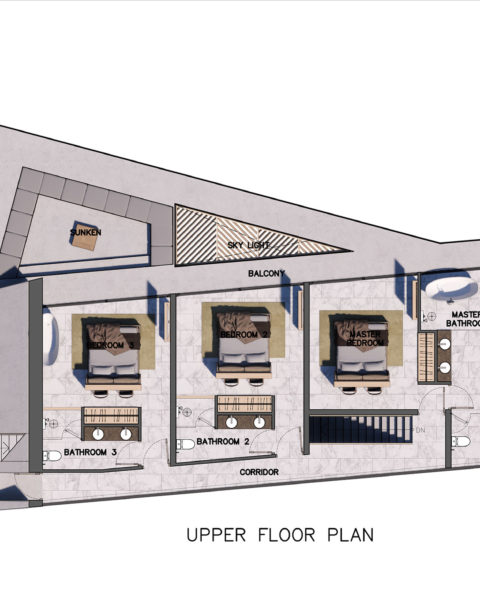 SUNKEN
SKY LIGHT
BALCONY
BEDROOM 3
BEDROOM 2
MASTER
BEDROOM
MASTER
BATHROO
DN
BATHROOM 3
BATHROOM 2
CORRIDOR
UPPER FLOOR PLAN